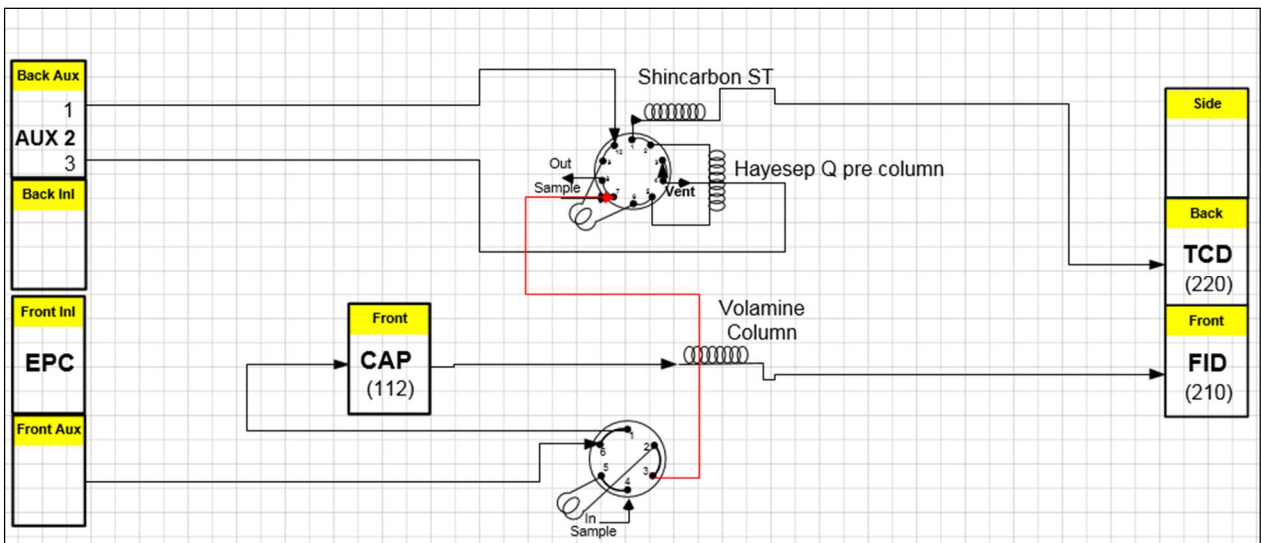 Back Aux
1
AUX 2
3
Back Inl
Front Inl
EPC
Front Aux
Shincarbon ST
Hayesep Q pre column
Out
Sample
Vent
Front
CAP
(112)
Volamine
Column
1
2
3
4
5
6
In
Sample
Side
Back
TCD
(220)
Front
FID
(210)